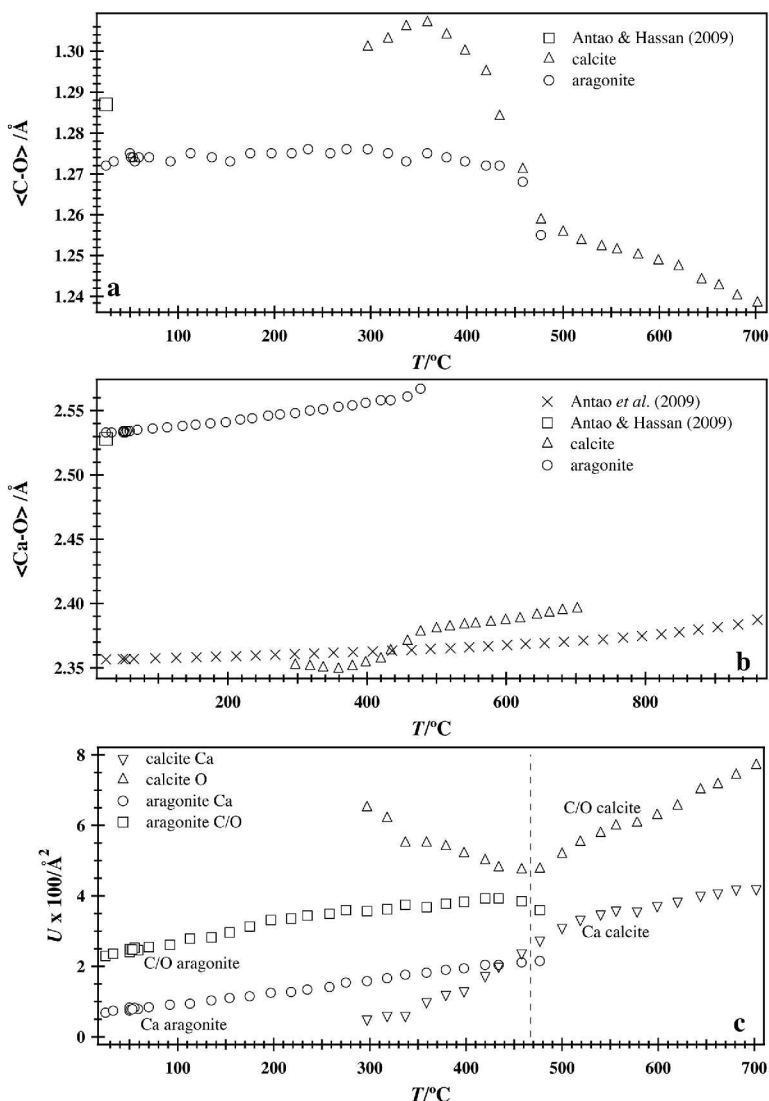 1.30
1.29
1.28
1.27
1.26
1.25
1.24
<C-O> /Å
□ Antao & Hassan (2009)
△ calcite
○ aragonite
a
100 200 300 400 500 600 700
T/ºC
2.55
2.50
2.45
2.40
2.35
<Ca-O> /Å
× Antao et al. (2009)
□ Antao & Hassan (2009)
△ calcite
○ aragonite
b
200 400 600 800
T/ºC
8
6
4
2
0
U x 100/Å²
▽ calcite Ca
△ calcite O
○ aragonite Ca
□ aragonite C/O
C/O calcite
Ca calcite
C/O aragonite
Ca aragonite
c
100 200 300 400 500 600 700
T/ºC